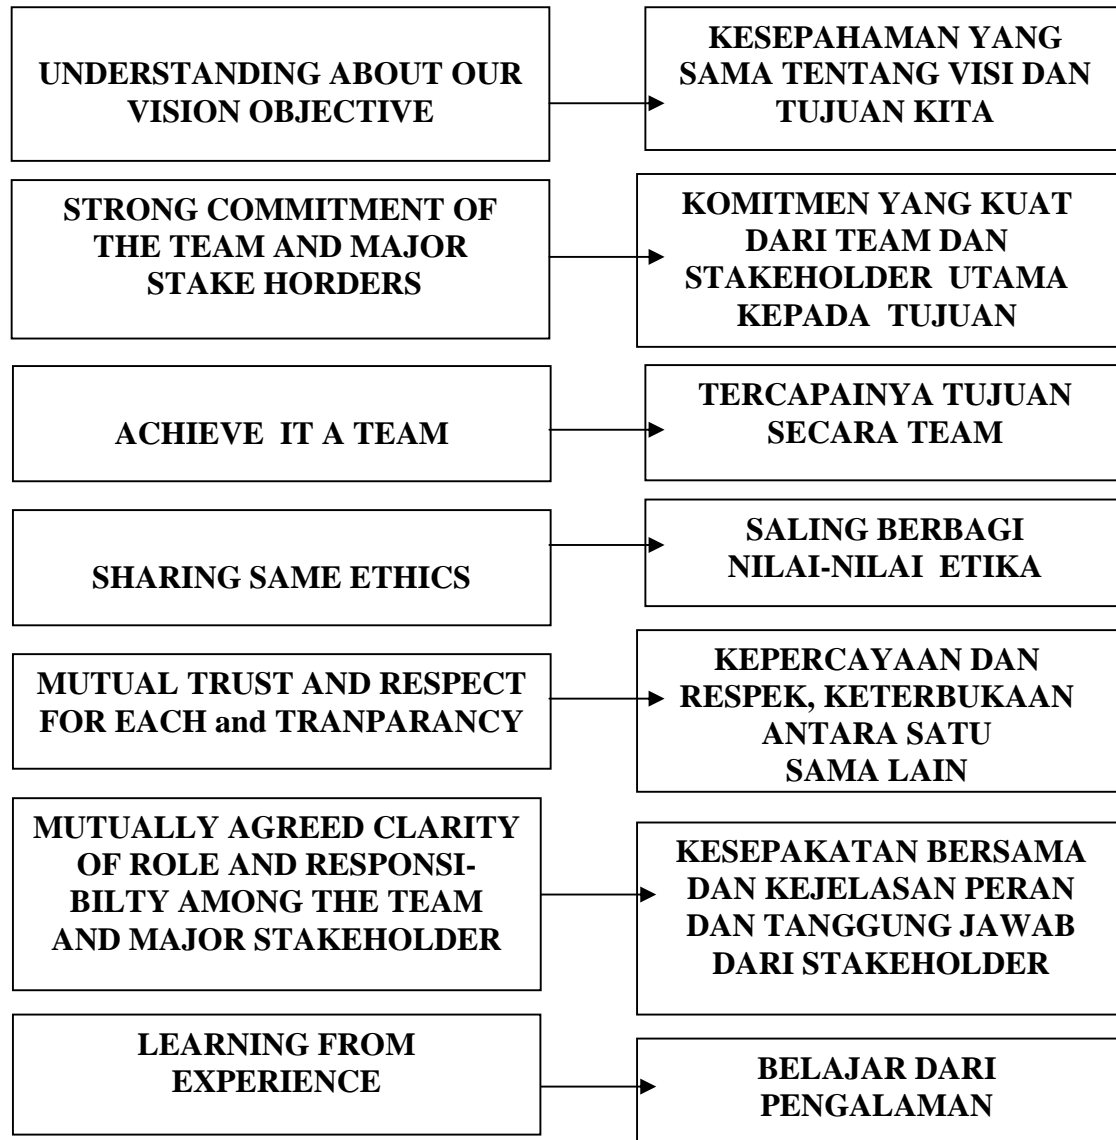 UNDERSTANDING ABOUT OUR
VISION OBJECTIVE
KESEPAHAMAN YANG
SAMA TENTANG VISI DAN
TUJUAN KITA
STRONG COMMITMENT OF
THE TEAM AND MAJOR
STAKE HORDERS
KOMITMEN YANG KUAT
DARI TEAM DAN
STAKEHOLDER UTAMA
KEPADA TUJUAN
ACHIEVE IT A TEAM
TERCAPAINYA TUJUAN
SECARA TEAM
SHARING SAME ETHICS
SALING BERBAGI
NILAI-NILAI ETIKA
MUTUAL TRUST AND RESPECT
FOR EACH and TRANPARANCY
KEPERCAYAAN DAN
RESPEK, KETERBUKAAN
ANTARA SATU
SAMA LAIN
MUTUALLY AGREED CLARITY
OF ROLE AND RESPONSI-
BILTY AMONG THE TEAM
AND MAJOR STAKEHOLDER
KESEPAKATAN BERSAMA
DAN KEJELASAN PERAN
DAN TANGGUNG JAWAB
DARI STAKEHOLDER
LEARNING FROM
EXPERIENCE
BELAJAR DARI
PENGALAMAN